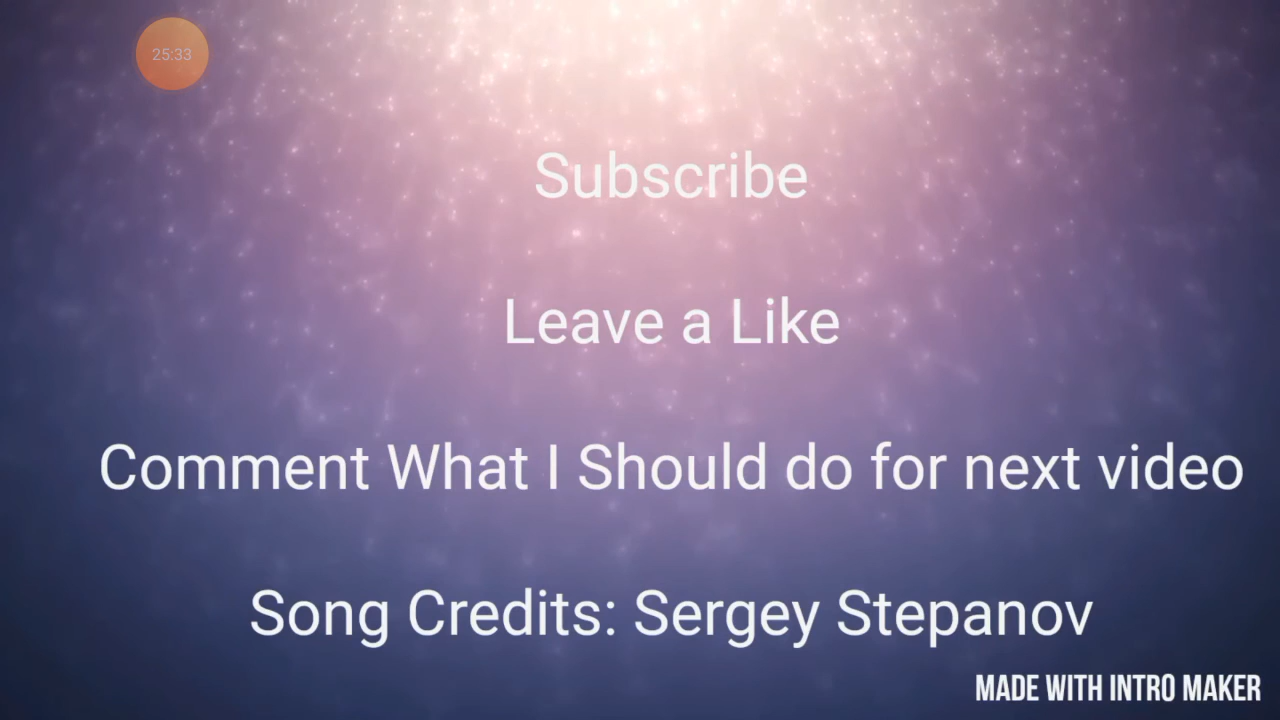 25:33
Subscribe
Leave a Like
Comment What I Should do for next video
Song Credits: Sergey Stepanov
MADE WITH INTRO MAKER